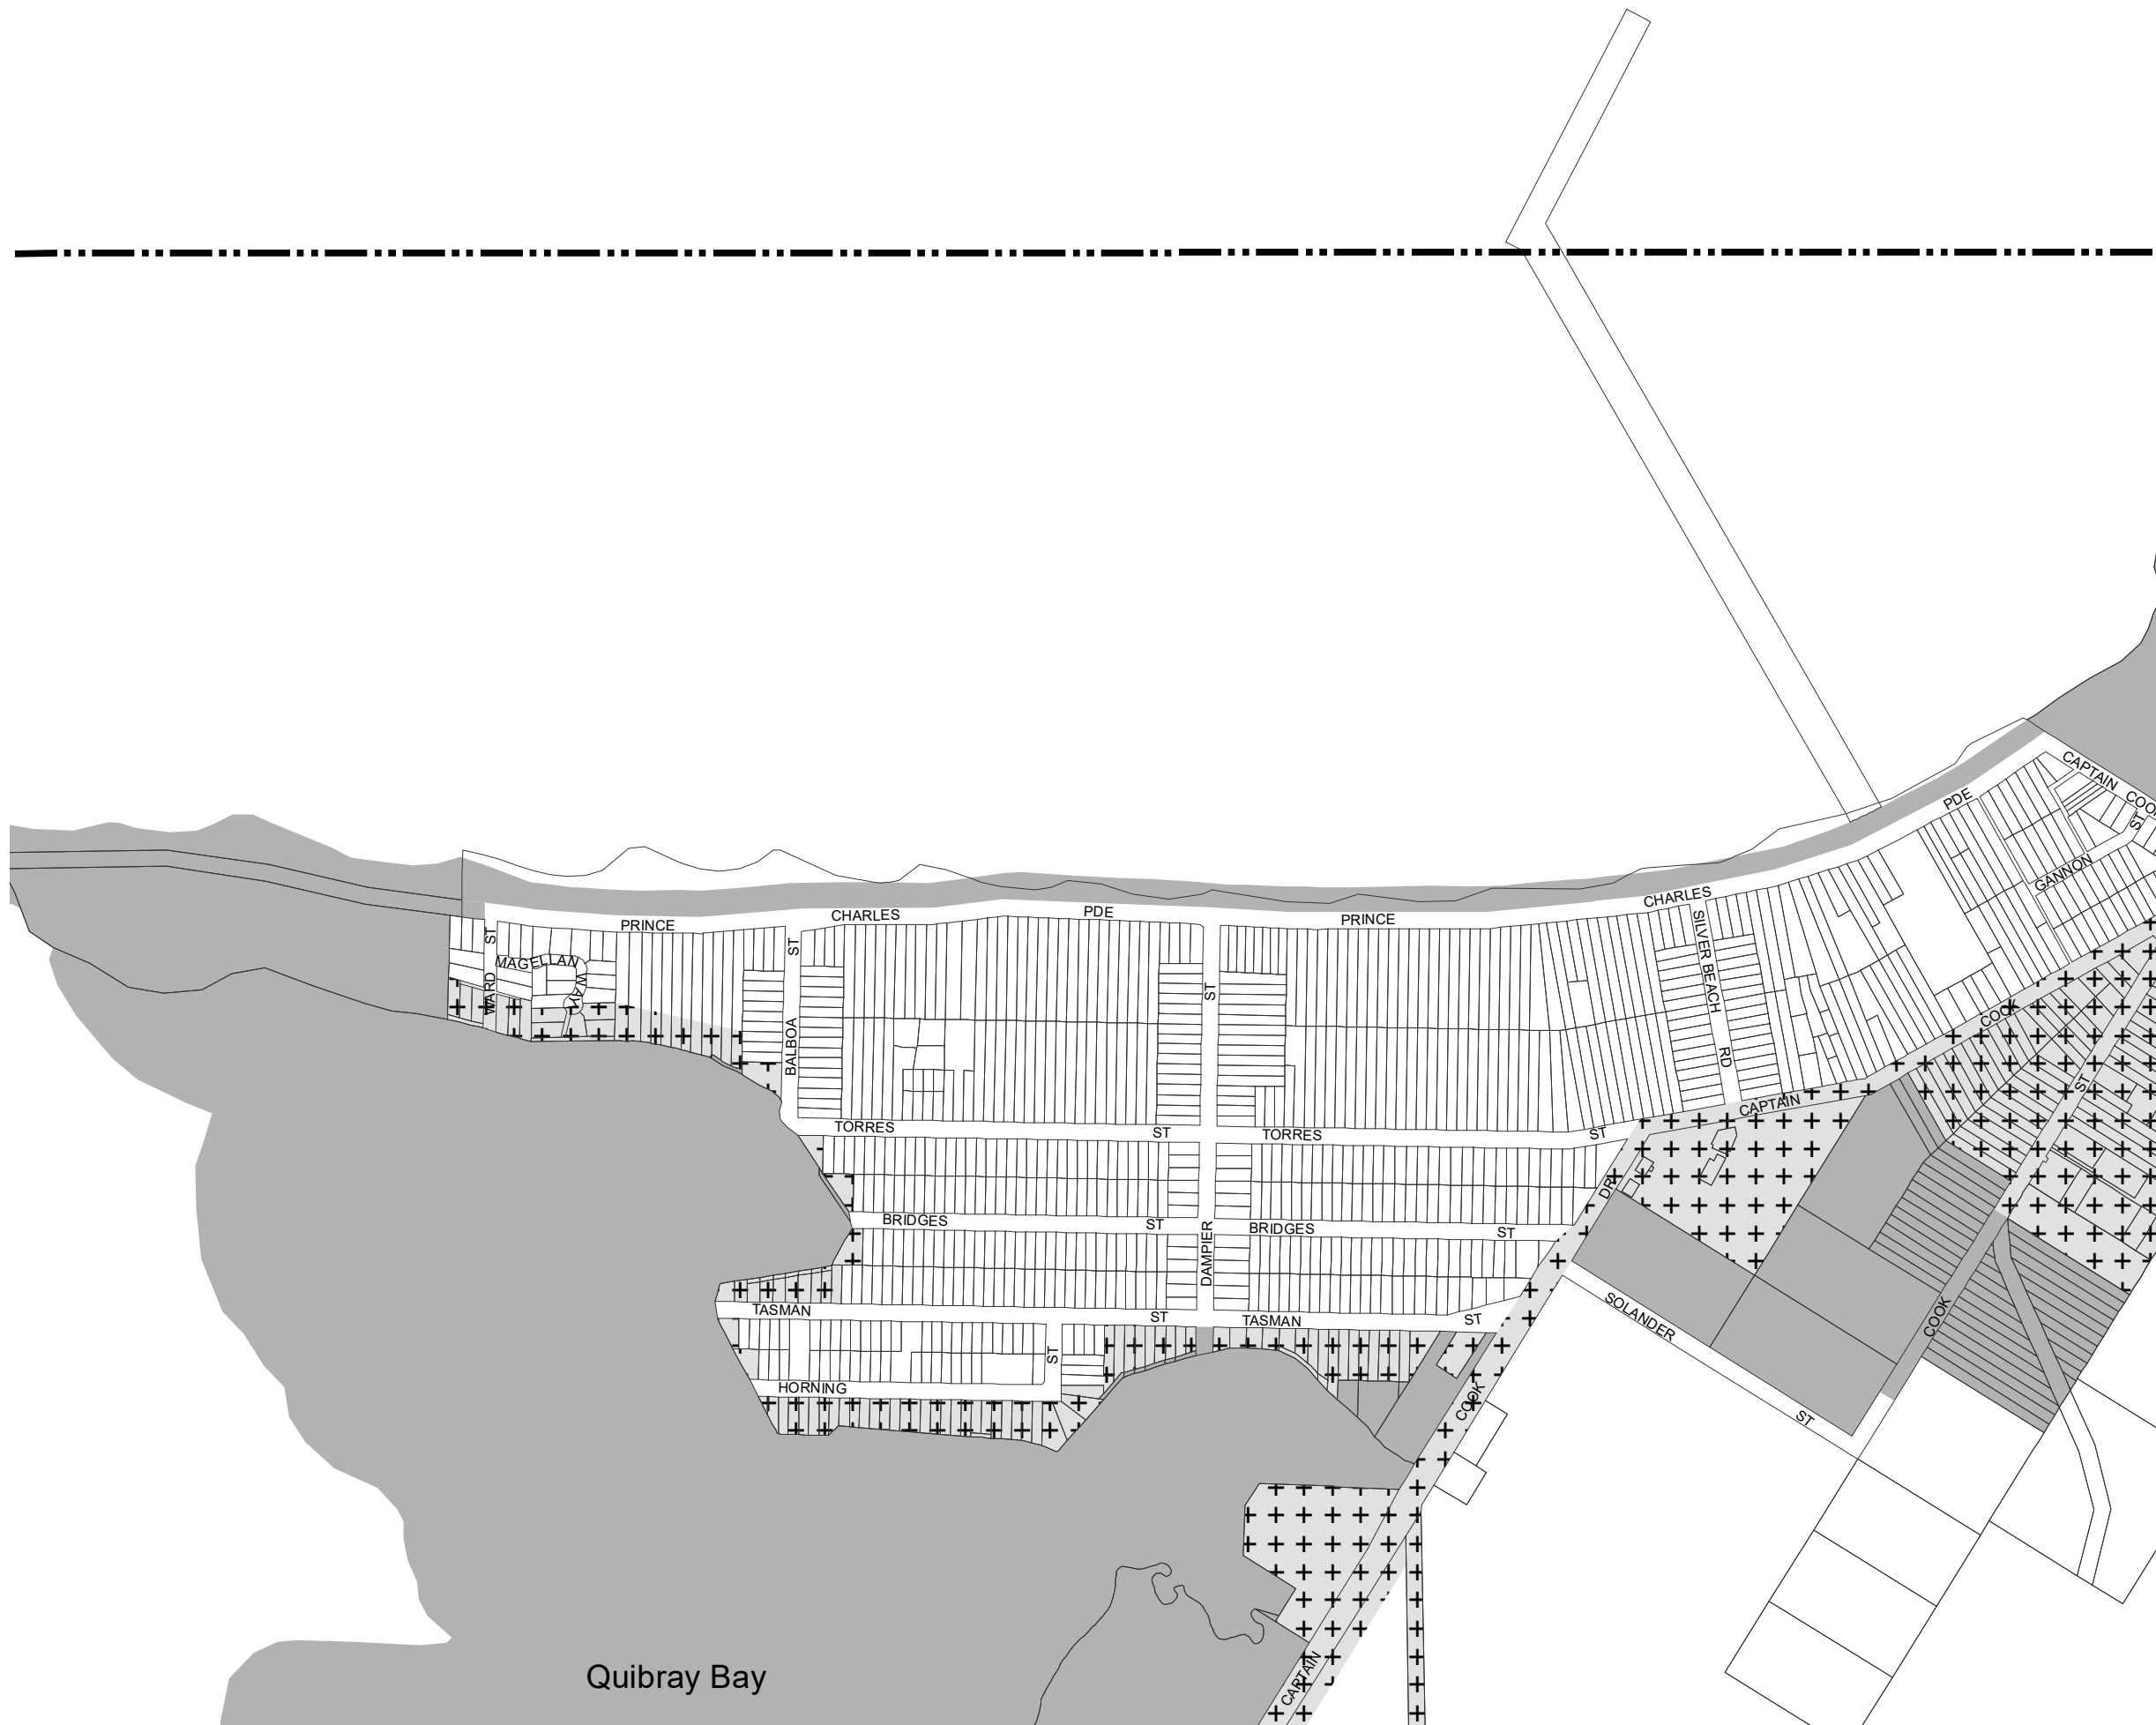 CAPTAIN
COO
ST
PDE
GANNON
CHARLES
PRINCE
CHARLES
PDE
PRINCE
ST
WARD
MAGELLAN
WAY
ST
BALBOA
ST
DAMPIER
SILVER BEACH
RD
COOK
ST
CAPTAIN
TORRES
ST
TORRES
ST
DR
BRIDGES
ST
BRIDGES
ST
TASMAN
ST
TASMAN
ST
SOLANDER
ST
COOK
HORNING
ST
COOK
CAPTAIN
Quibray Bay